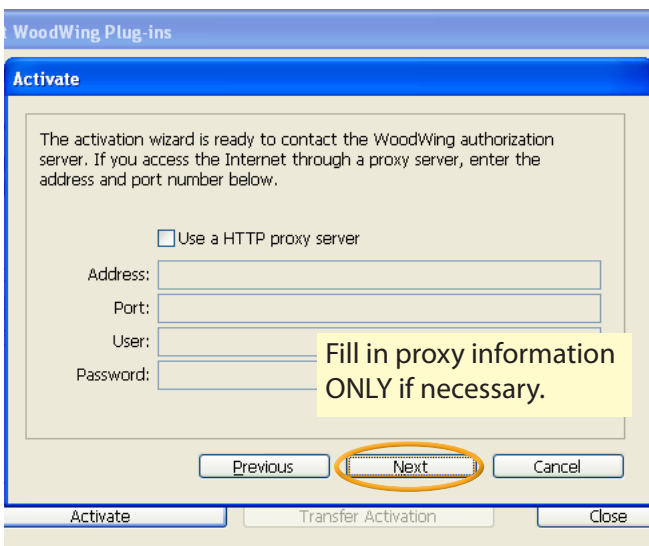 t WoodWing Plug-ins
Activate
The activation wizard is ready to contact the WoodWing authorization
server. If you access the Internet through a proxy server, enter the
address and port number below.
Use a HTTP proxy server
Address:
Port:
User:
Password:
Fill in proxy information
ONLY if necessary.
Previous Next Cancel
Activate Transfer Activation Close